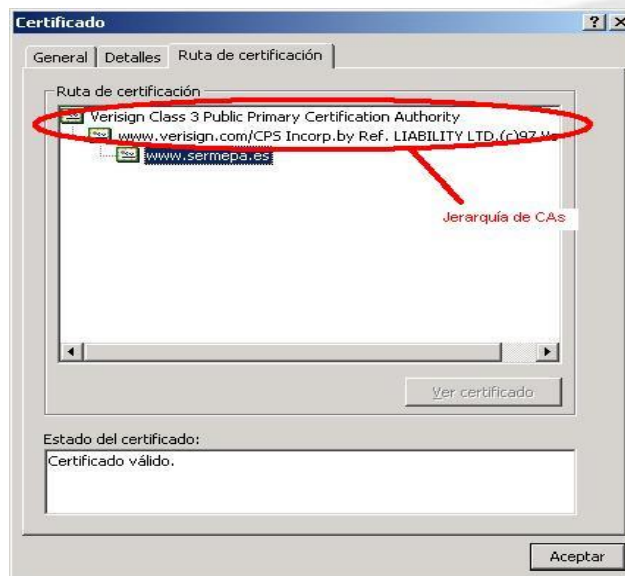 Certificado
General Detalles Ruta de certificación
Ruta de certificación
Verisign Class 3 Public Primary Certification Authority
www.verisign.com/CPS Incorp.by Ref. LIABILITY LTD.(c)97 Ve
www.sermepa.es
Jerarquía de CAs
Ver certificado
Estado del certificado:
Certificado válido.
Aceptar